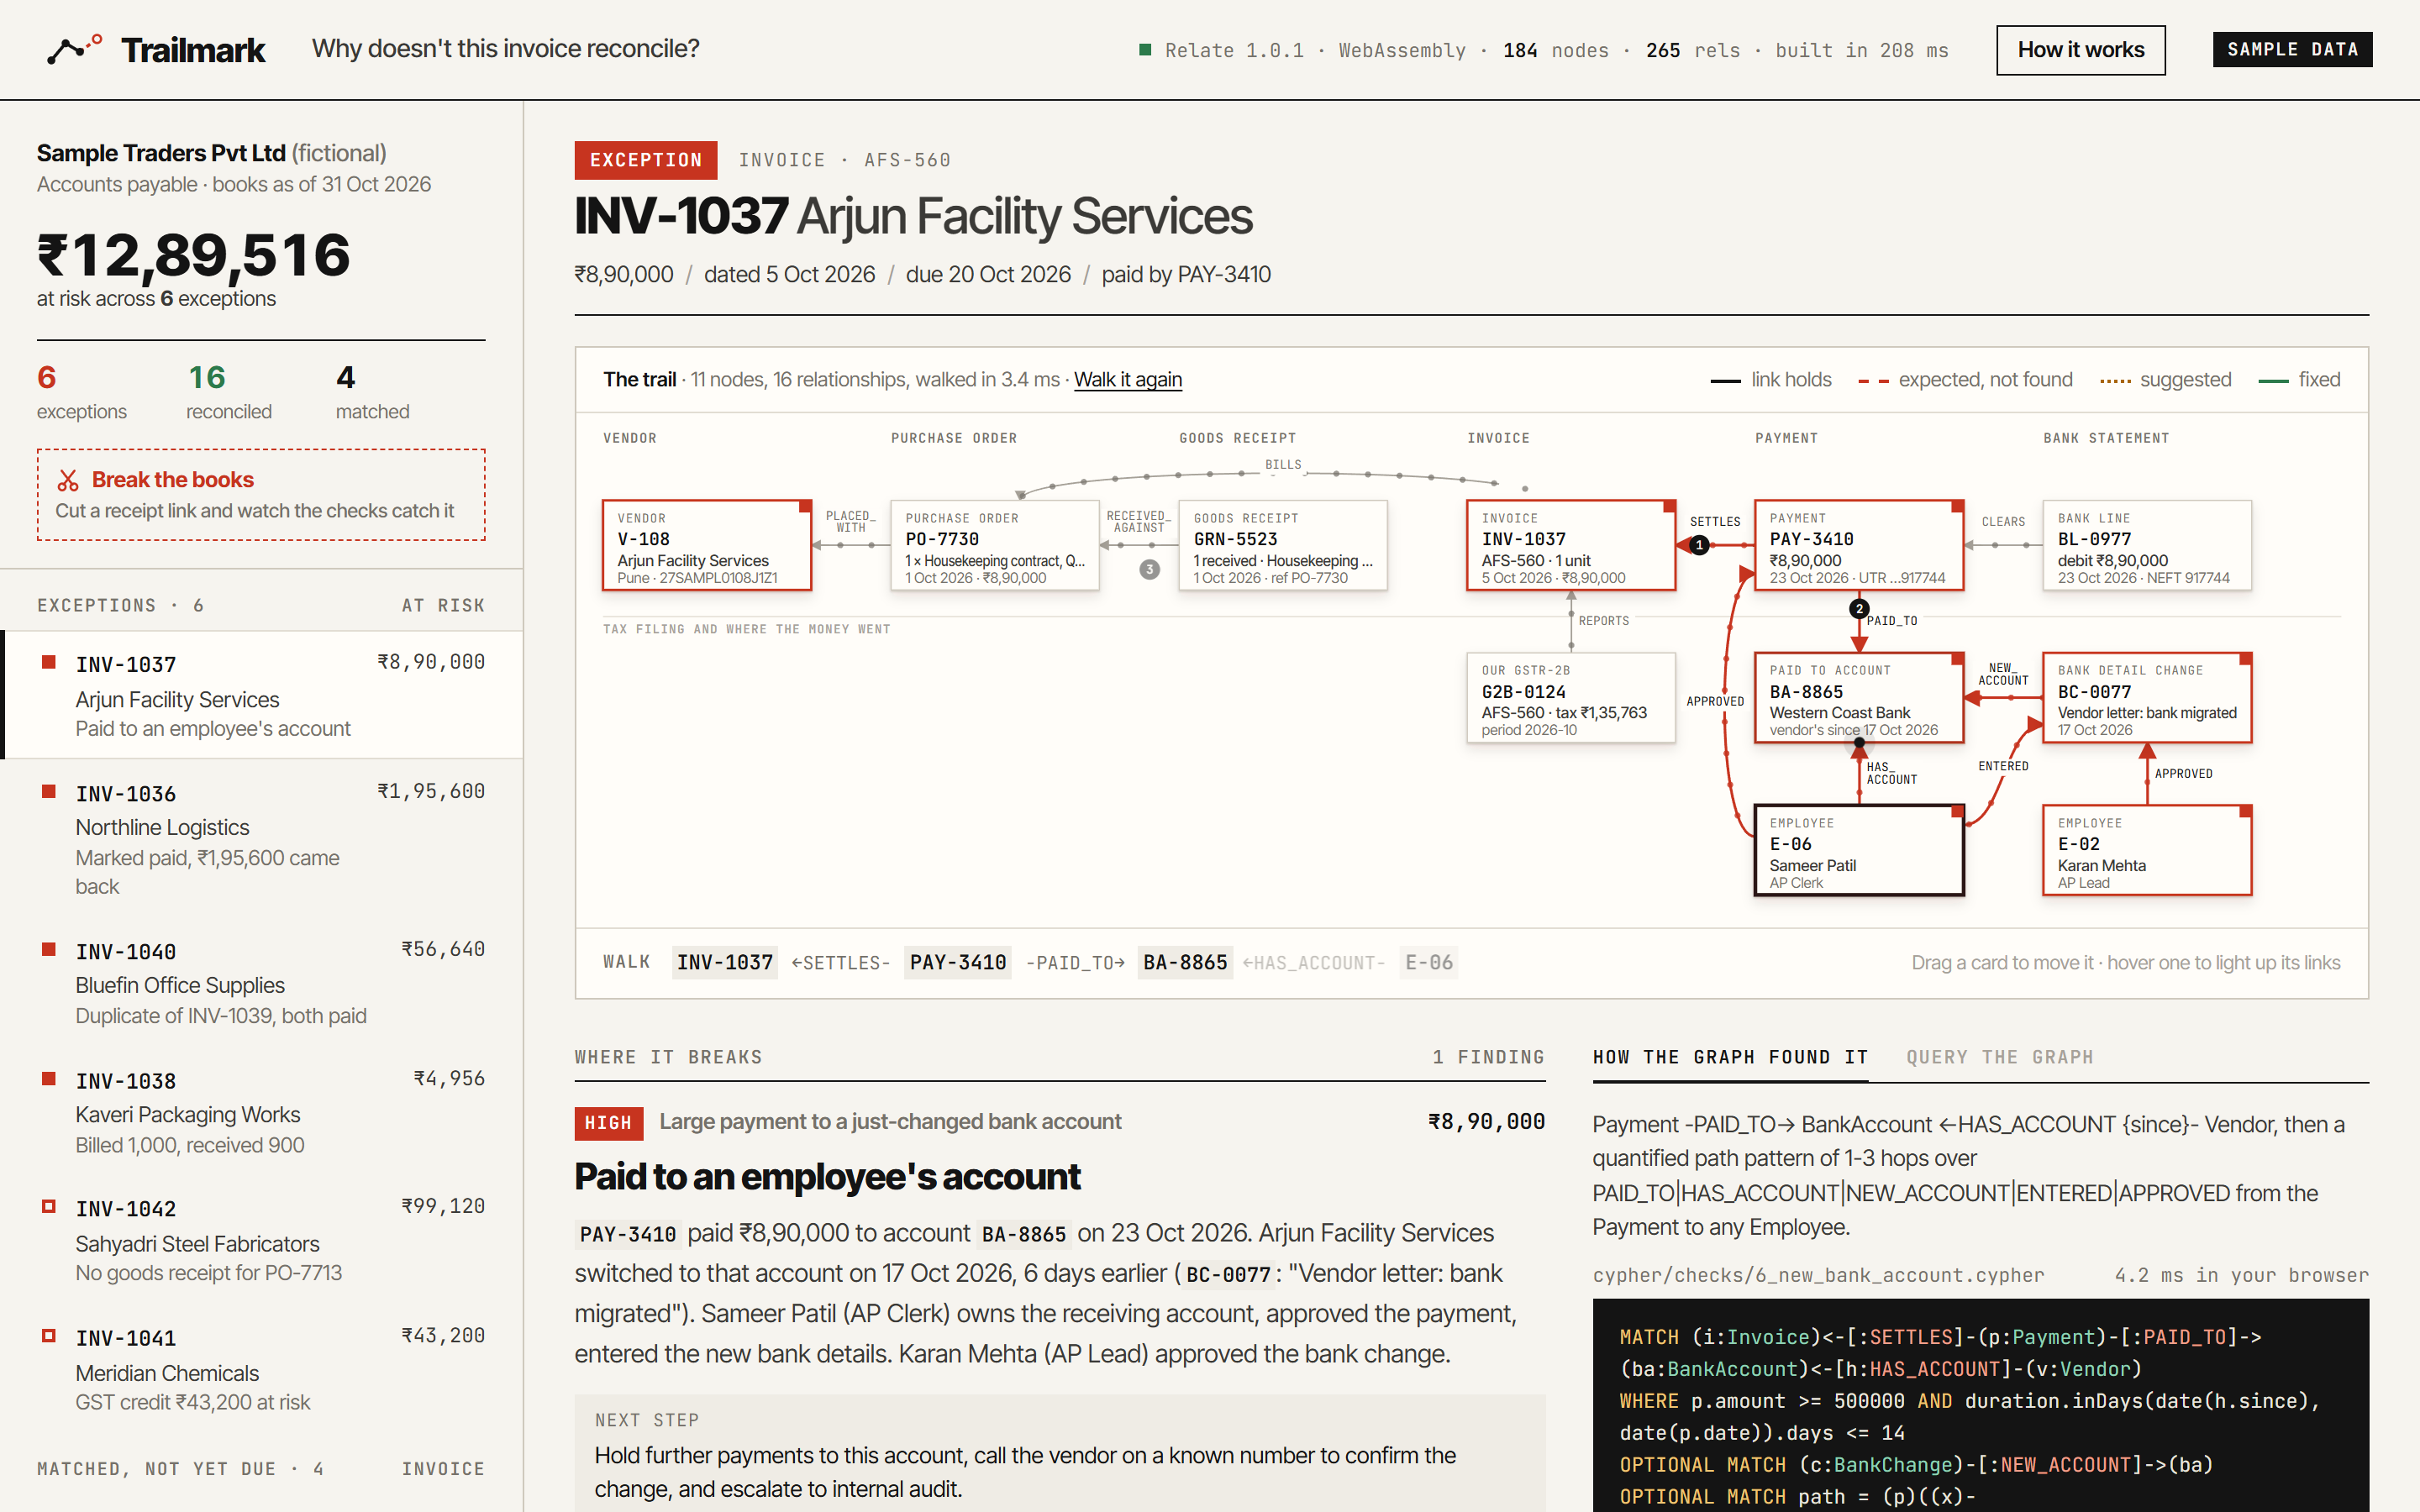 Trailmark
Why doesn't this invoice reconcile?
Relate 1.0.1 · WebAssembly · 184 nodes · 265 rels · built in 208 ms
How it works
SAMPLE DATA
Sample Traders Pvt Ltd (fictional)
Accounts payable · books as of 31 Oct 2026
₹12,89,516
at risk across 6 exceptions
6 16 4
exceptions reconciled matched
Break the books
Cut a receipt link and watch the checks catch it
EXCEPTIONS · 6 AT RISK
INV-1037 ₹8,90,000
Arjun Facility Services
Paid to an employee's account
INV-1036 ₹1,95,600
Northline Logistics
Marked paid, ₹1,95,600 came
back
INV-1040 ₹56,640
Bluefin Office Supplies
Duplicate of INV-1039, both paid
INV-1038 ₹4,956
Kaveri Packaging Works
Billed 1,000, received 900
INV-1042 ₹99,120
Sahyadri Steel Fabricators
No goods receipt for PO-7713
INV-1041 ₹43,200
Meridian Chemicals
GST credit ₹43,200 at risk
MATCHED, NOT YET DUE · 4 INVOICE
EXCEPTION INVOICE · AFS-560
INV-1037 Arjun Facility Services
₹8,90,000 / dated 5 Oct 2026 / due 20 Oct 2026 / paid by PAY-3410
The trail · 11 nodes, 16 relationships, walked in 3.4 ms · Walk it again
link holds expected, not found suggested fixed
VENDOR PURCHASE ORDER GOODS RECEIPT INVOICE PAYMENT BANK STATEMENT
BILLS
VENDOR
V-108
Arjun Facility Services
Pune · 27SAMPL0108J1Z1
PLACED_
WITH
PURCHASE ORDER
PO-7730
1 × Housekeeping contract, Q...
1 Oct 2026 · ₹8,90,000
RECEIVED_
AGAINST
3
GOODS RECEIPT
GRN-5523
1 received · Housekeeping ...
1 Oct 2026 · ref PO-7730
INVOICE
INV-1037
AFS-560 · 1 unit
5 Oct 2026 · ₹8,90,000
SETTLES
1
PAYMENT
PAY-3410
₹8,90,000
23 Oct 2026 · UTR ...917744
CLEARS
BANK LINE
BL-0977
debit ₹8,90,000
23 Oct 2026 · NEFT 917744
TAX FILING AND WHERE THE MONEY WENT
REPORTS
2
PAID_TO
OUR GSTR-2B
G2B-0124
AFS-560 · tax ₹1,35,763
period 2026-10
APPROVED
PAID TO ACCOUNT
BA-8865
Western Coast Bank
vendor's since 17 Oct 2026
NEW_
ACCOUNT
BANK DETAIL CHANGE
BC-0077
Vendor letter: bank migrated
17 Oct 2026
HAS_
ACCOUNT
ENTERED
APPROVED
EMPLOYEE
E-06
Sameer Patil
AP Clerk
EMPLOYEE
E-02
Karan Mehta
AP Lead
WALK INV-1037 ←SETTLES- PAY-3410 -PAID_TO→ BA-8865 ←HAS_ACCOUNT- E-06
Drag a card to move it · hover one to light up its links
WHERE IT BREAKS 1 FINDING
HIGH Large payment to a just-changed bank account ₹8,90,000
Paid to an employee's account
PAY-3410 paid ₹8,90,000 to account BA-8865 on 23 Oct 2026. Arjun Facility Services
switched to that account on 17 Oct 2026, 6 days earlier ( BC-0077 : "Vendor letter: bank
migrated"). Sameer Patil (AP Clerk) owns the receiving account, approved the payment,
entered the new bank details. Karan Mehta (AP Lead) approved the bank change.
NEXT STEP
Hold further payments to this account, call the vendor on a known number to confirm the
change, and escalate to internal audit.
HOW THE GRAPH FOUND IT QUERY THE GRAPH
Payment -PAID_TO→ BankAccount ←HAS_ACCOUNT {since}- Vendor, then a
quantified path pattern of 1-3 hops over
PAID_TO|HAS_ACCOUNT|NEW_ACCOUNT|ENTERED|APPROVED from the
Payment to any Employee.
cypher/checks/6_new_bank_account.cypher 4.2 ms in your browser
MATCH (i:Invoice)<-[:SETTLES]-(p:Payment)-[:PAID_TO]->
(ba:BankAccount)<-[h:HAS_ACCOUNT]-(v:Vendor)
WHERE p.amount >= 500000 AND duration.inDays(date(h.since),
date(p.date)).days <= 14
OPTIONAL MATCH (c:BankChange)-[:NEW_ACCOUNT]->(ba)
OPTIONAL MATCH path = (p)((x)-